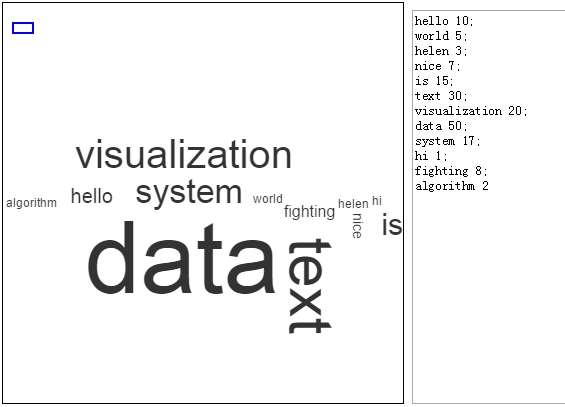 visualization
system
hello
algorithm
world
fighting
helen
hi
nice
is
data
text
hello 10;
world 5;
helen 3;
nice 7;
is 15;
text 30;
visualization 20;
data 50;
system 17;
hi 1;
fighting 8;
algorithm 2